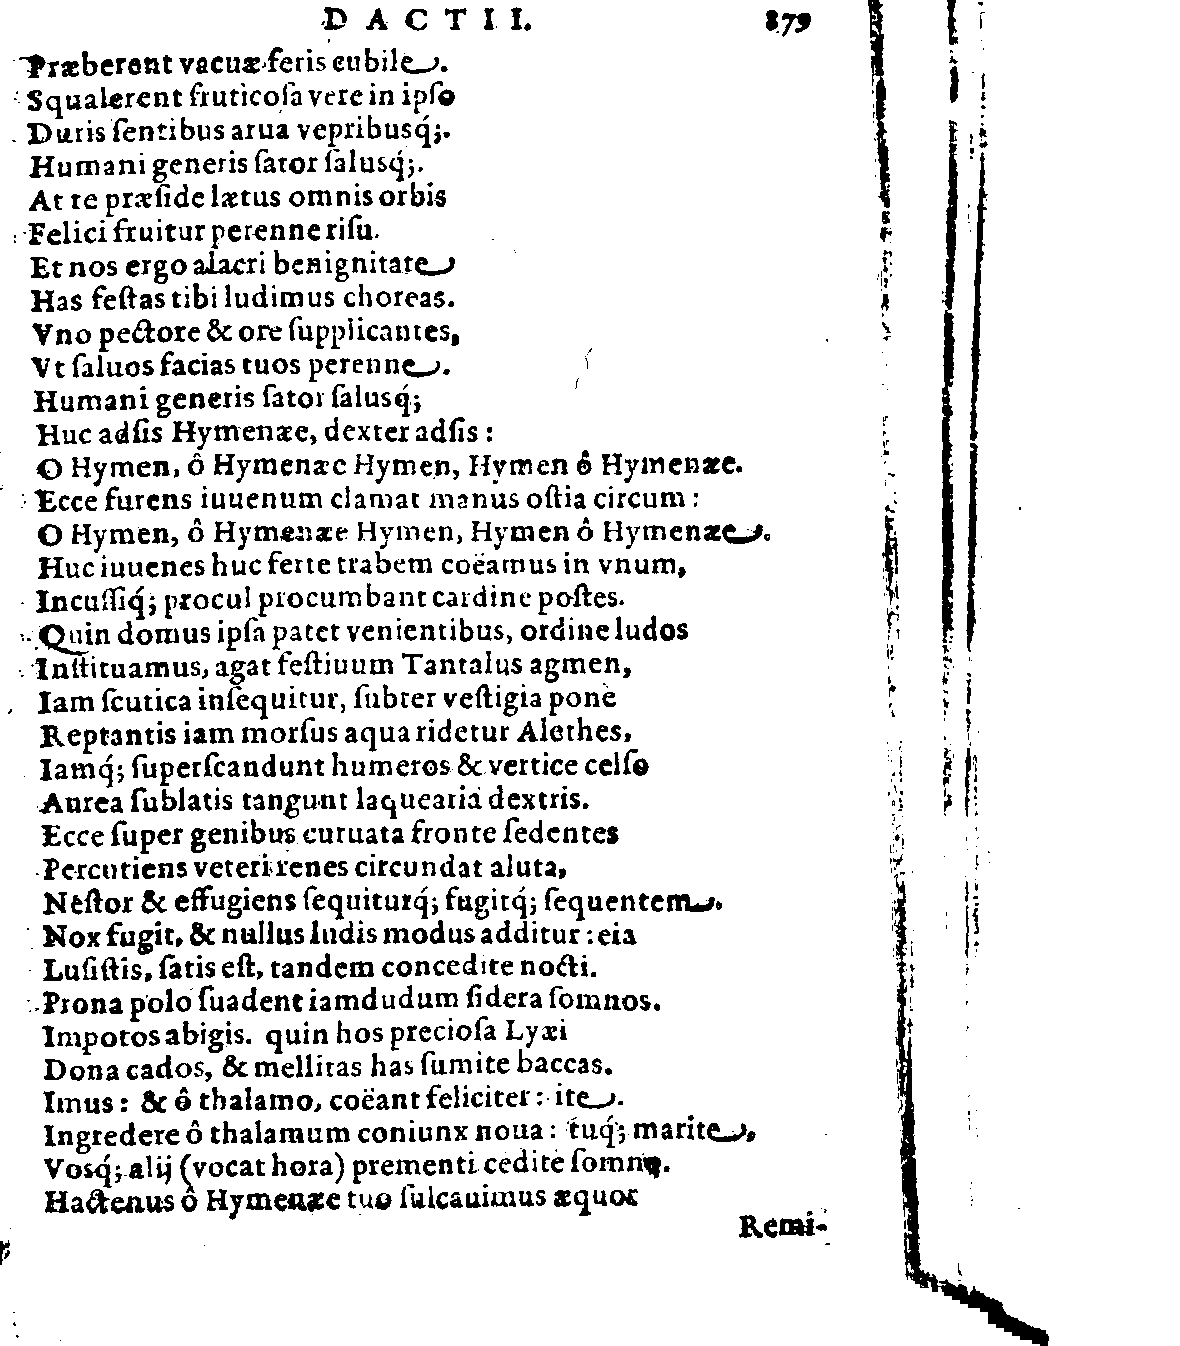 DACTII. 879
Præberent vacuæ feris cubile.
Squalerent fruticoſa vere in ipſo
Duris ſentibus arua vepribusq́;.
Humani generis ſator ſalusq́;.
At te præſide lætus omnis orbis
Felici fruitur perenne riſu.
Et nos ergo alacri benignitate
Has feſtas tibi ludimus choreas.
Vno pectore & ore ſupplicantes,
Vt ſaluos facias tuos perenne.
Humani generis ſator ſalusq́;
Huc adſis Hymenæe, dexter adſis:
O Hymen, ô Hymenæe Hymen, Hymen ô Hymenæe.
Ecce furens iuuenum clamat manus oſtia circum:
O Hymen, ô Hymenæe Hymen, Hymen ô Hymenæe.
Huc iuuenes huc ferte trabem coëamus in vnum,
Incuſſiq́; procul procumbant cardine poſtes.
Quin domus ipſa patet venientibus, ordine ludos
Inſtituamus, agat feſtiuum Tantalus agmen,
Iam ſcutica inſequitur, ſubter veſtigia ponè
Reptantis iam morſus aqua ridetur Alethes,
Iamq́; ſuperſcandunt humeros & vertice celſo
Aurea ſublatis tangunt laquearia dextris.
Ecce ſuper genibus curuata fronte ſedentes
Percutiens veteri renes circundat aluta,
Neſtor & effugiens ſequiturq́; fugitq́; ſequentem.
Nox fugit, & nullus ludis modus additur: eia
Luſiſtis, ſatis eſt, tandem concedite nocti.
Prona polo ſuadent iamdudum ſidera ſomnos.
Impotos abigis. quin hos precioſa Lyæi
Dona cados, & mellitas has ſumite baccas.
Imus: & ô thalamo, coëant feliciter: ite.
Ingredere ô thalamum coniunx noua: tuq́; marite,
Vosq́; alij (vocat hora) prementi cedite ſomno.
Hactenus ô Hymenæe tuo ſulcauimus æquor
Remi-